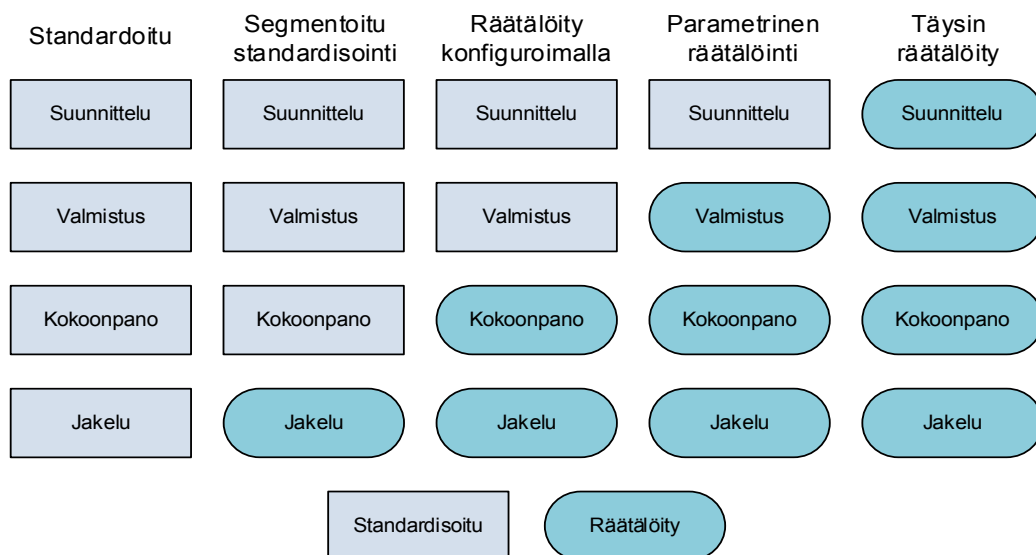 Standardoitu
Segmentoitu
standardisointi
Räätälöity
konfiguroimalla
Parametrinen
räätälöinti
Täysin
räätälöity
Suunnittelu
Suunnittelu
Suunnittelu
Suunnittelu
Suunnittelu
Valmistus
Valmistus
Valmistus
Valmistus
Valmistus
Kokoonpano
Kokoonpano
Kokoonpano
Kokoonpano
Kokoonpano
Jakelu
Jakelu
Jakelu
Jakelu
Jakelu
Standardisoitu
Räätälöity